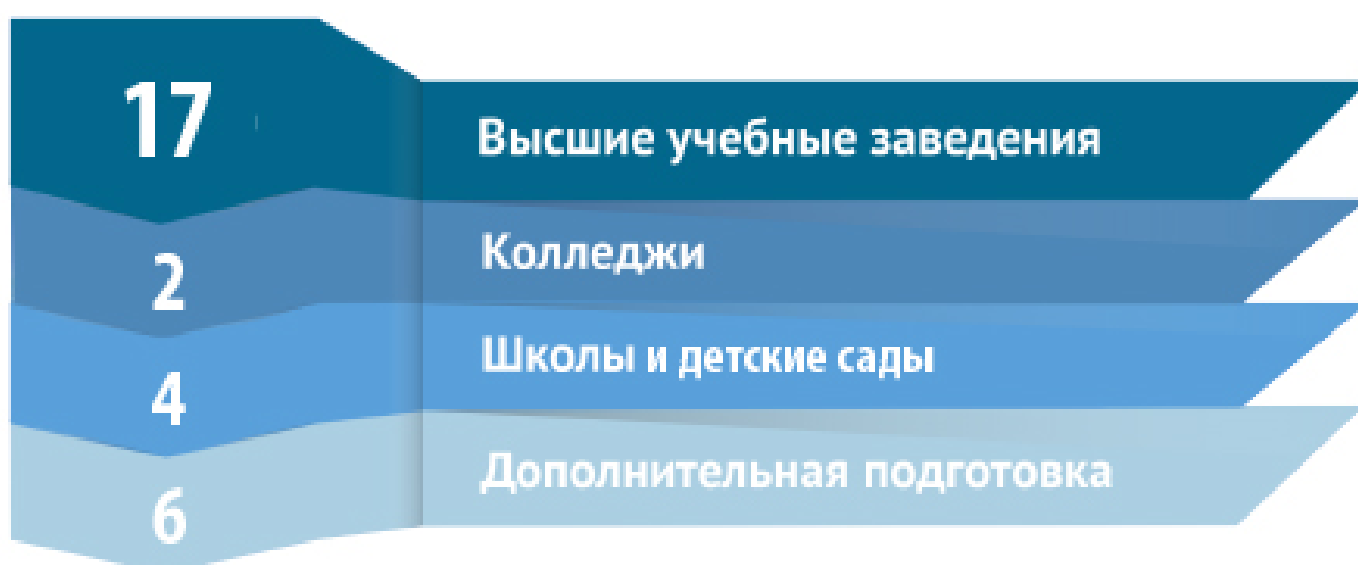 17 Высшие учебные заведения
2 Колледжи
4 Школы и детские сады
6 Дополнительная подготовка